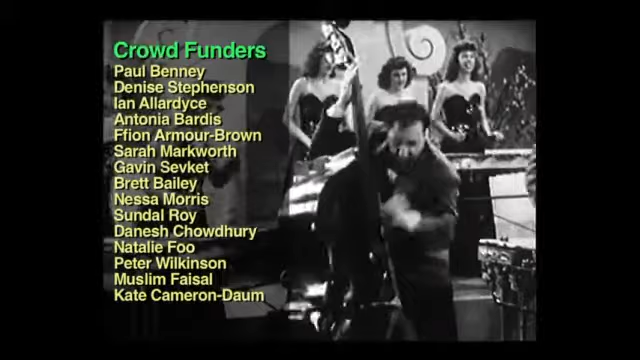 Crowd Funders
Paul Benney
Denise Stephenson
Ian Allardyce
Antonia Bardis
Ffion Armour-Brown
Sarah Markworth
Gavin Sevket
Brett Bailey
Nessa Morris
Sundal Roy
Danesh Chowdhury
Natalie Foo
Peter Wilkinson
Muslim Faisal
Kate Cameron-Daum